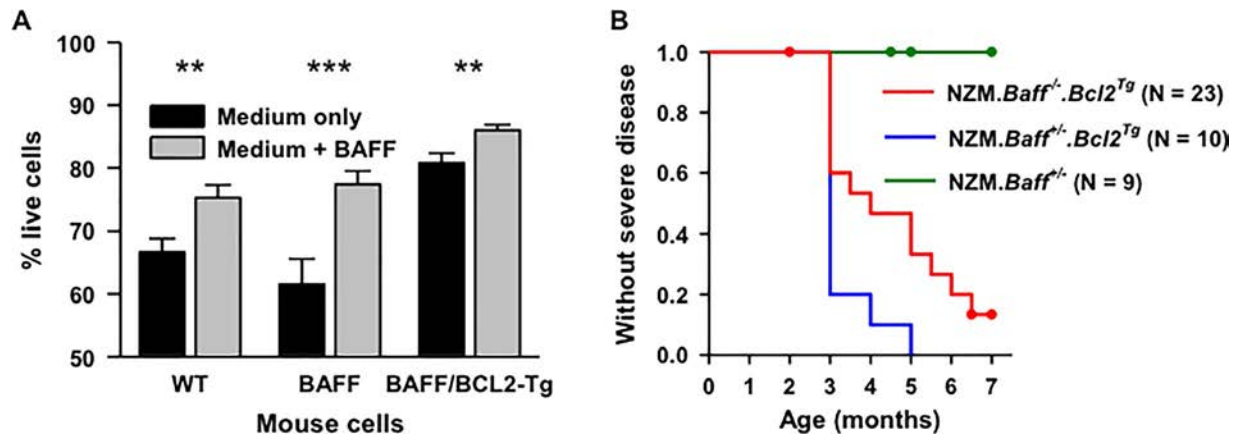 A
100
90
80
70
60
50
% live cells
**
***
**
Medium only
Medium + BAFF
WT
BAFF
BAFF/BCL2-Tg
Mouse cells
B
1.0
0.8
0.6
0.4
0.2
0.0
Without severe disease
NZM.Baff⁻/⁻.Bcl2ᵀᵍ (N = 23)
NZM.Baff⁺/⁻.Bcl2ᵀᵍ (N = 10)
NZM.Baff⁺/⁻ (N = 9)
0 1 2 3 4 5 6 7
Age (months)